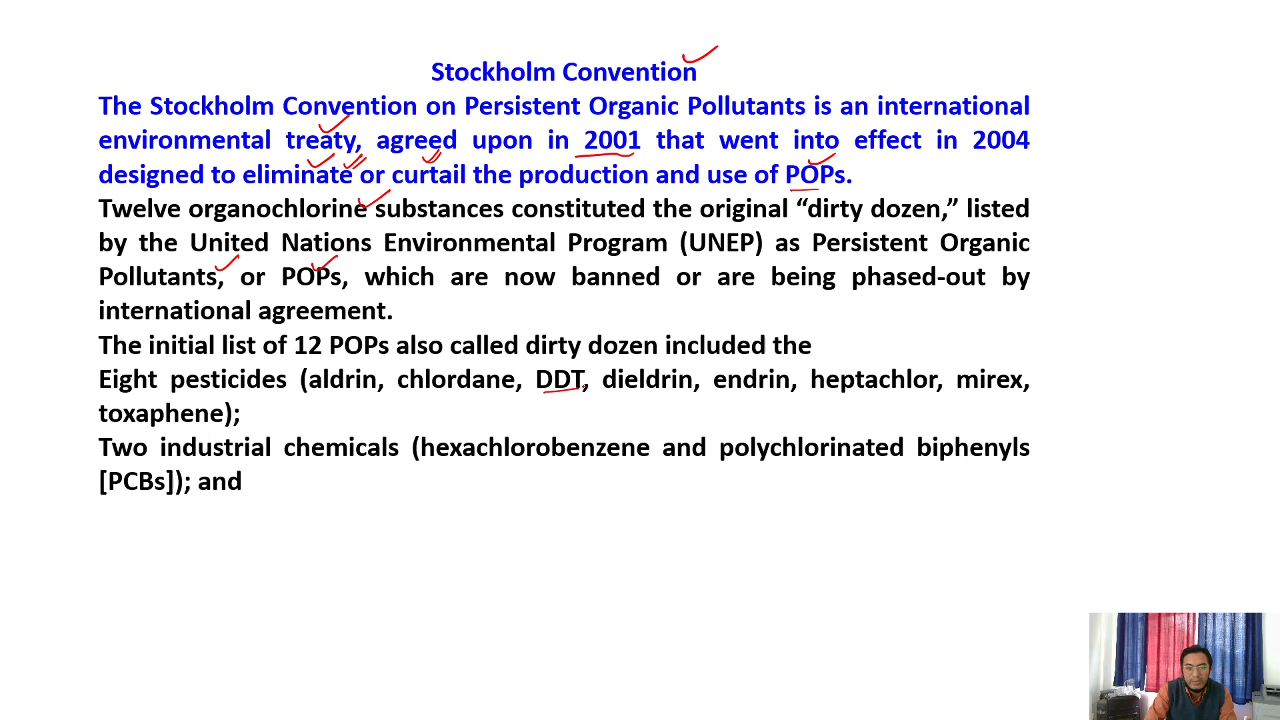 Stockholm Convention
The Stockholm Convention on Persistent Organic Pollutants is an international
environmental treaty, agreed upon in 2001 that went into effect in 2004
designed to eliminate or curtail the production and use of POPs.
Twelve organochlorine substances constituted the original “dirty dozen,” listed
by the United Nations Environmental Program (UNEP) as Persistent Organic
Pollutants, or POPs, which are now banned or are being phased-out by
international agreement.
The initial list of 12 POPs also called dirty dozen included the
Eight pesticides (aldrin, chlordane, DDT, dieldrin, endrin, heptachlor, mirex,
toxaphene);
Two industrial chemicals (hexachlorobenzene and polychlorinated biphenyls
[PCBs]); and